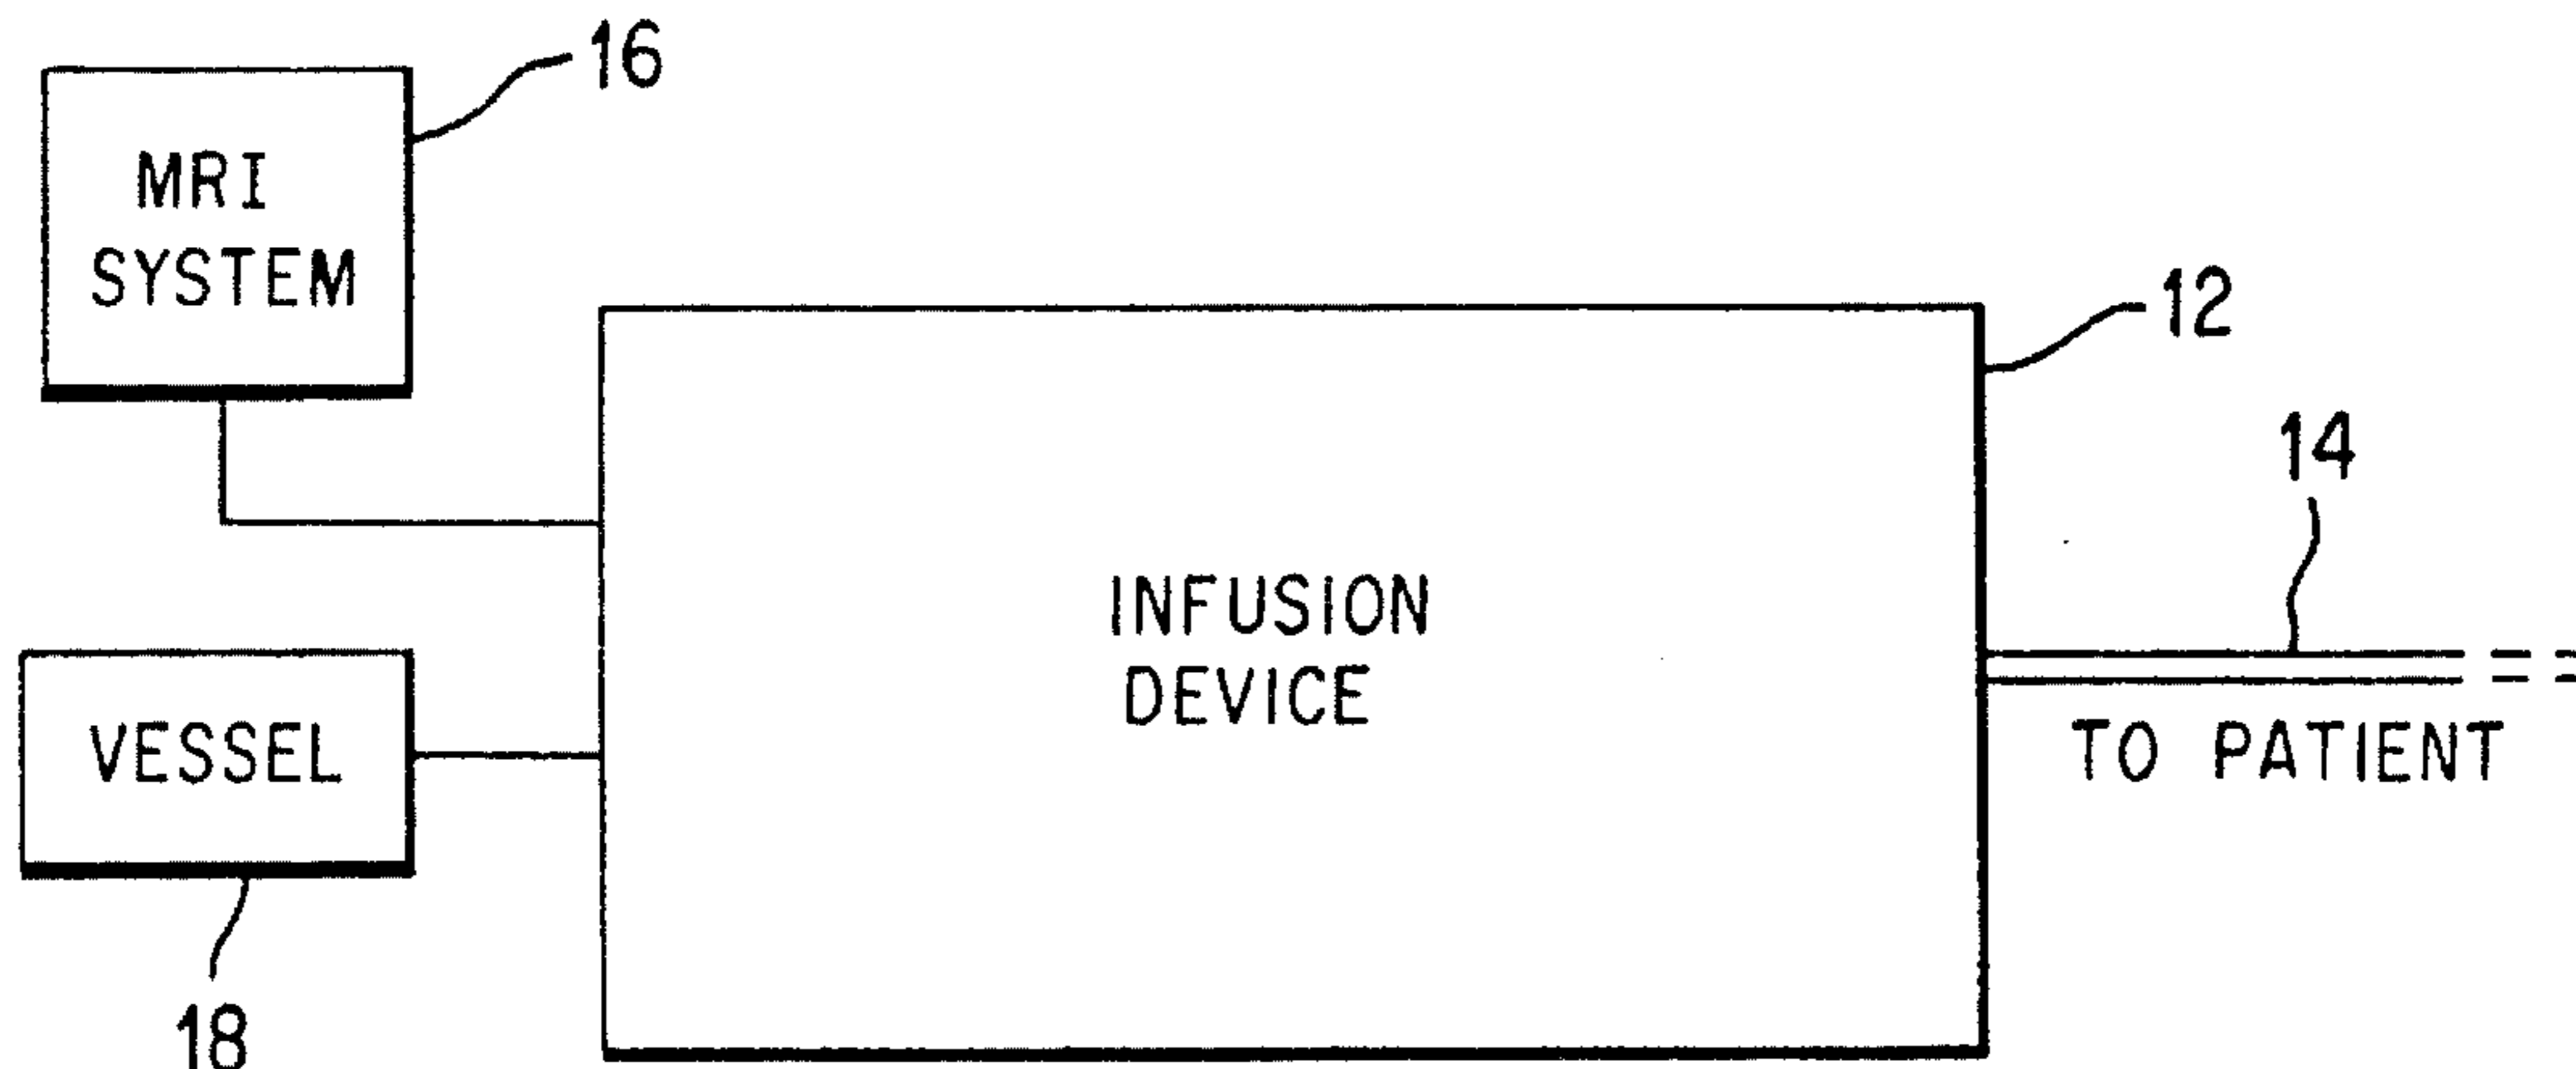 16
MRI
SYSTEM
12
14
INFUSION
DEVICE
VESSEL
TO PATIENT
18